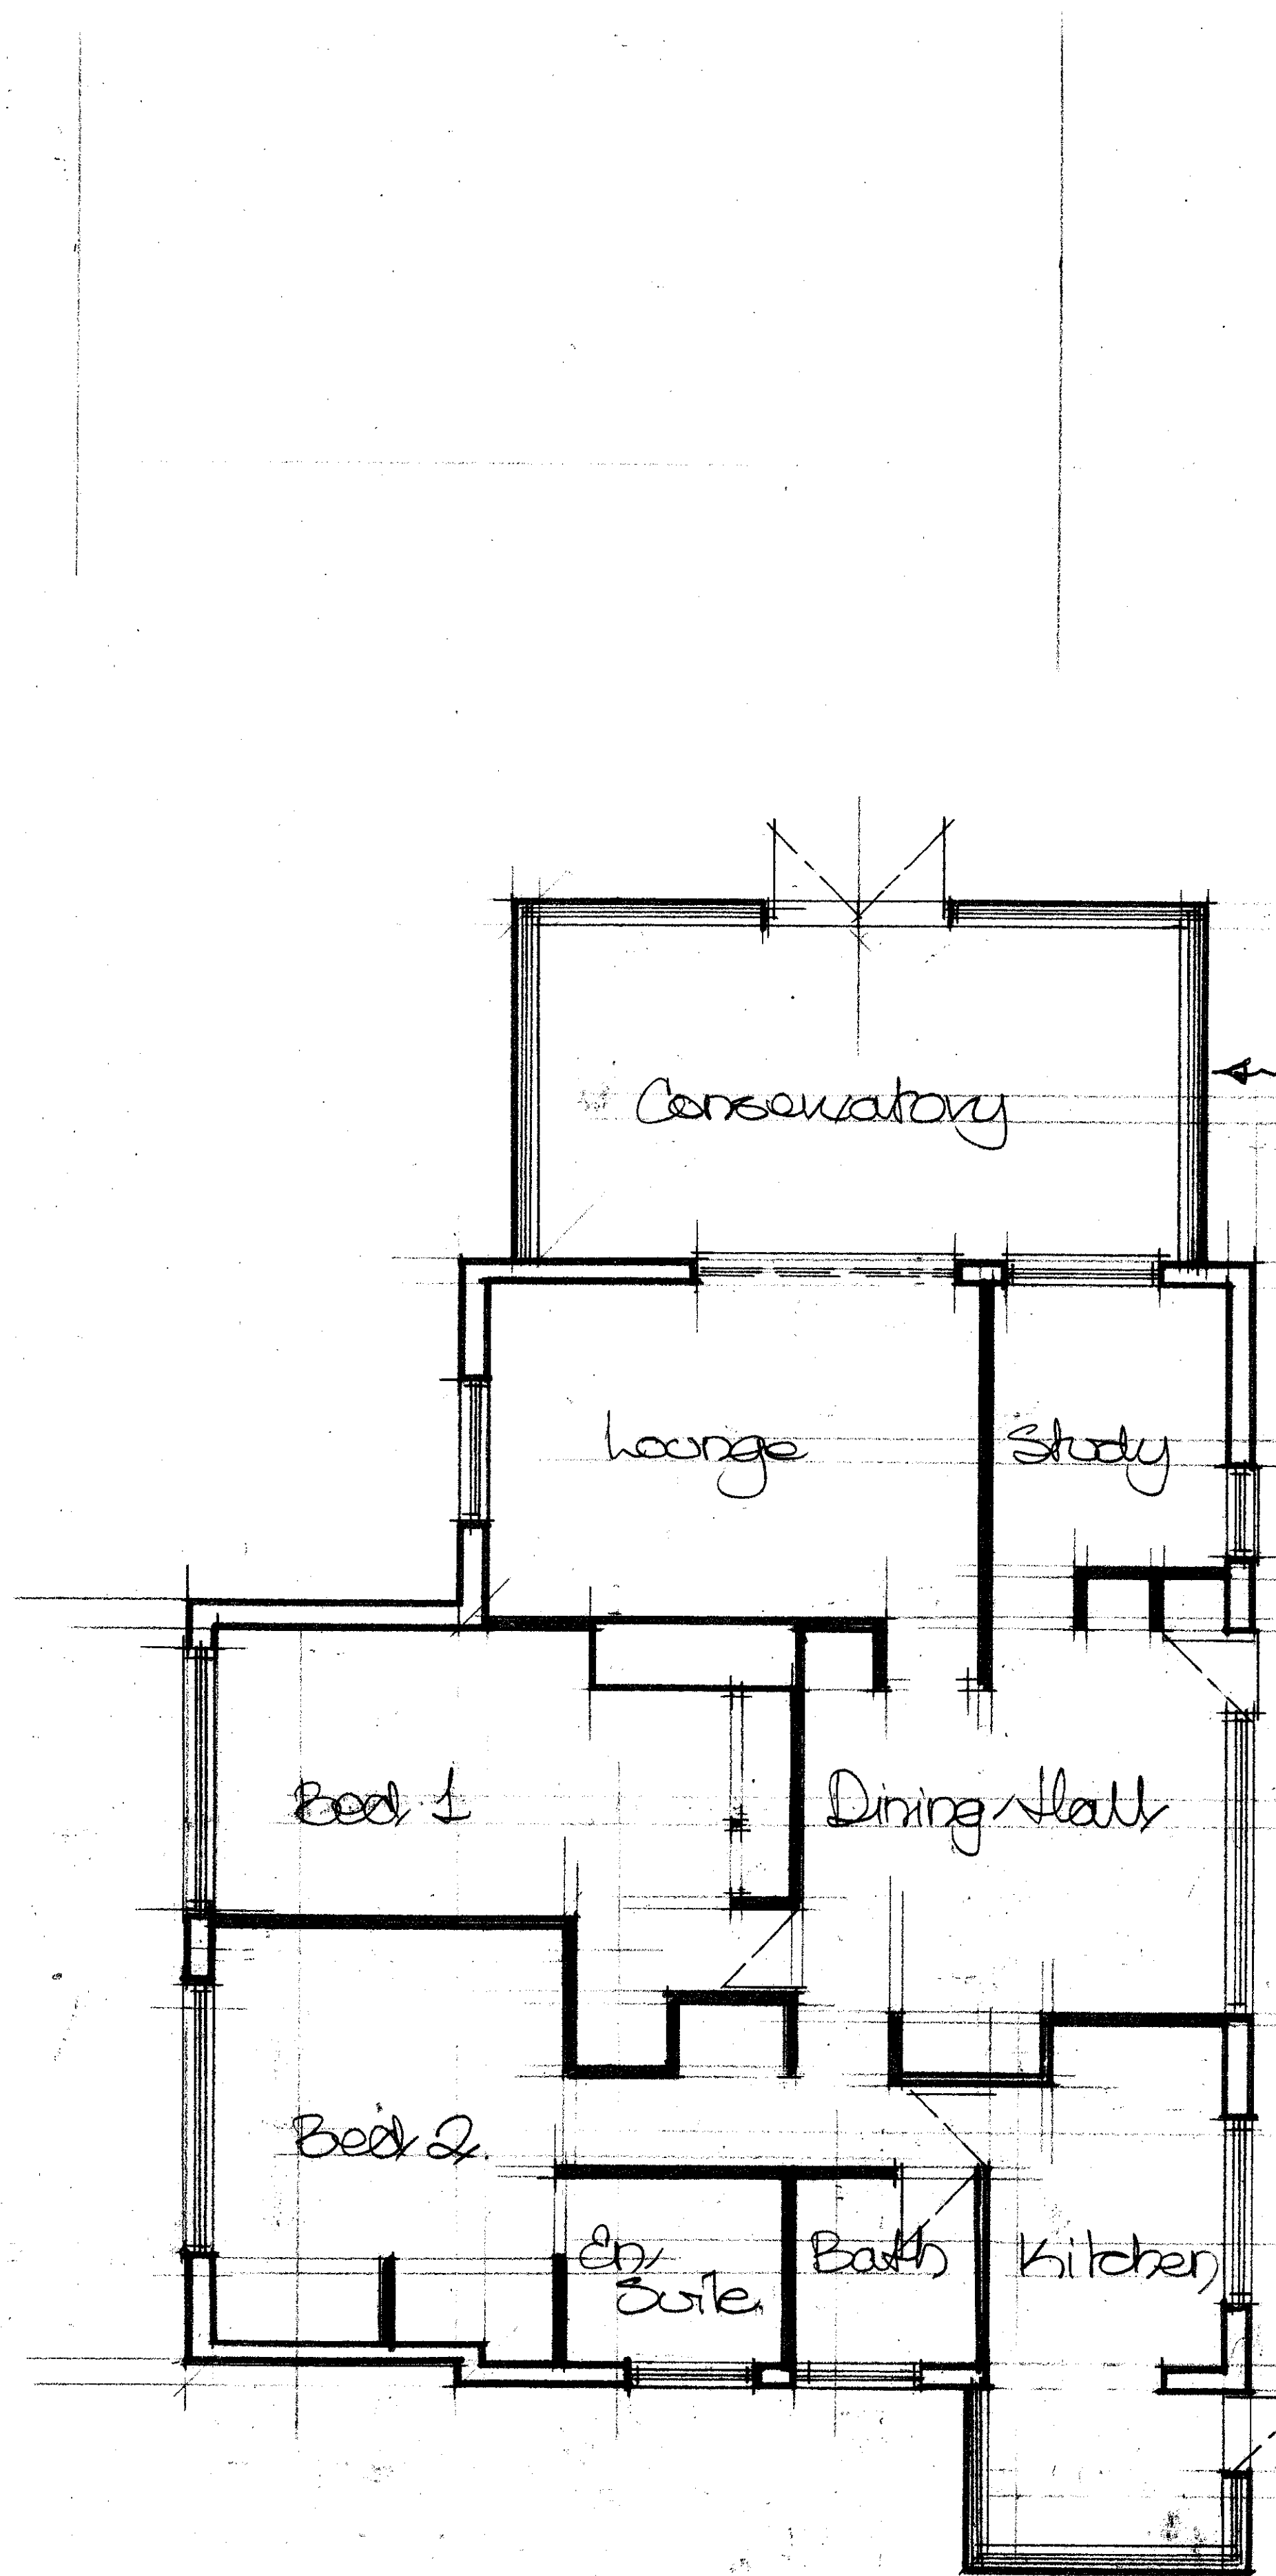 Conservatory
Lounge
Study
Bed 1
Dining Hall
Bed 2.
En
Suite
Bath
Kitchen